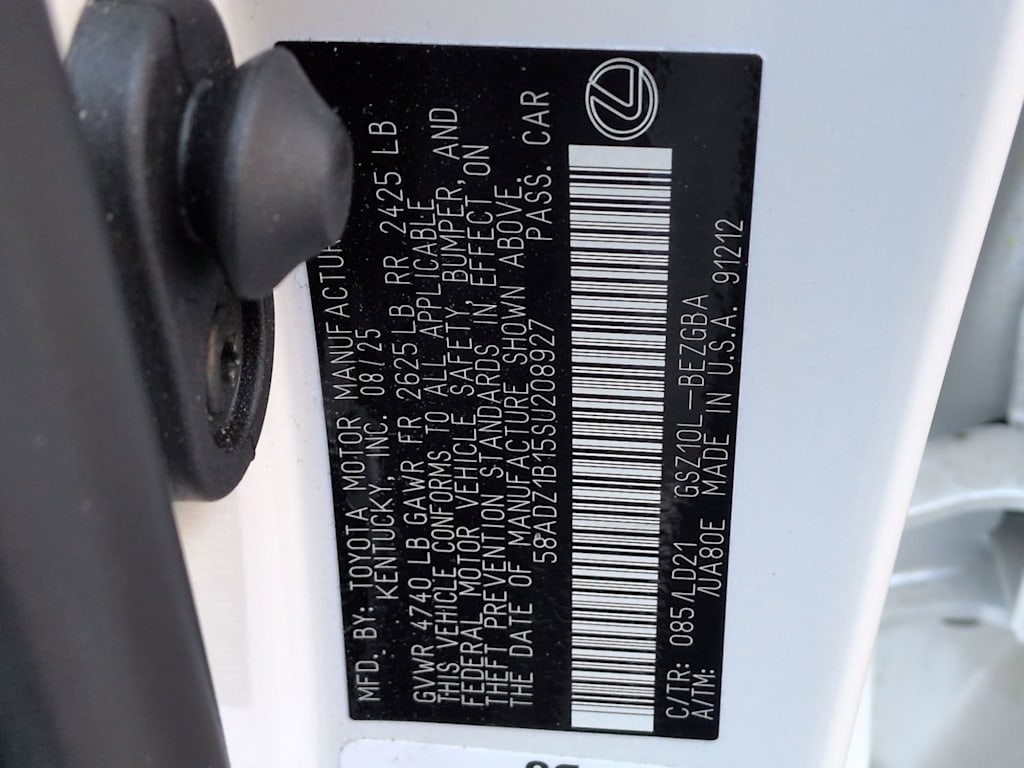 MFD. BY: TOYOTA MOTOR
KENTUCKY, INC. 08/25
GVWR 4740 LB GAWR FR 2625 LB RR 2425 LB
THIS VEHICLE CONFORMS TO ALL APPLICABLE
FEDERAL MOTOR VEHICLE SAFETY, BUMPER, AND
THEFT PREVENTION STANDARDS IN EFFECT ON
THE DATE OF MANUFACTURE SHOWN ABOVE.
58ADZ1B15SU208927 PASS. CAR
C/TR: 085/LD21 GSZ10L-BEZGBA
A/TM: /UA80E MADE IN U.S.A. 91212